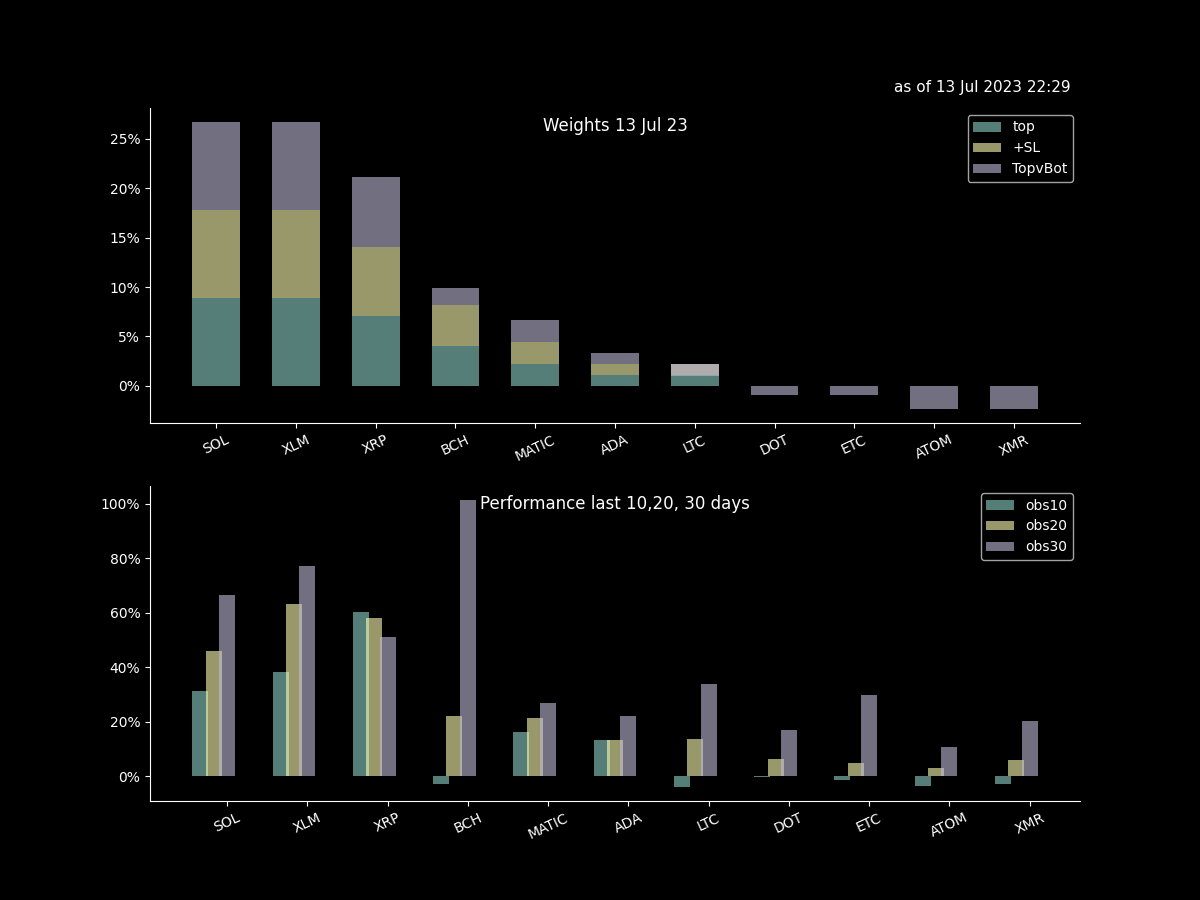 as of 13 Jul 2023 22:29
Weights 13 Jul 23
top
+SL
TopvBot
25%
20%
15%
10%
5%
0%
SOL XLM XRP BCH MATIC ADA LTC DOT ETC ATOM XMR
Performance last 10,20, 30 days
obs10
obs20
obs30
100%
80%
60%
40%
20%
0%
SOL XLM XRP BCH MATIC ADA LTC DOT ETC ATOM XMR